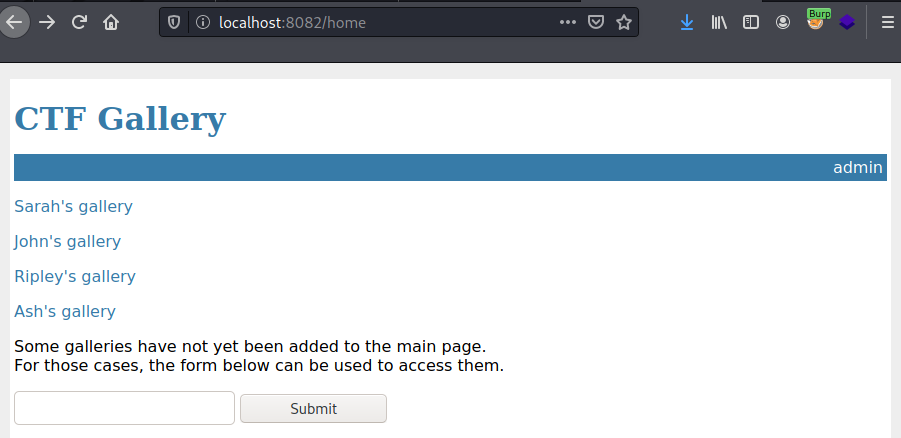 localhost:8082/home
Burp
CTF Gallery
admin
Sarah's gallery
John's gallery
Ripley's gallery
Ash's gallery
Some galleries have not yet been added to the main page.
For those cases, the form below can be used to access them.
Submit